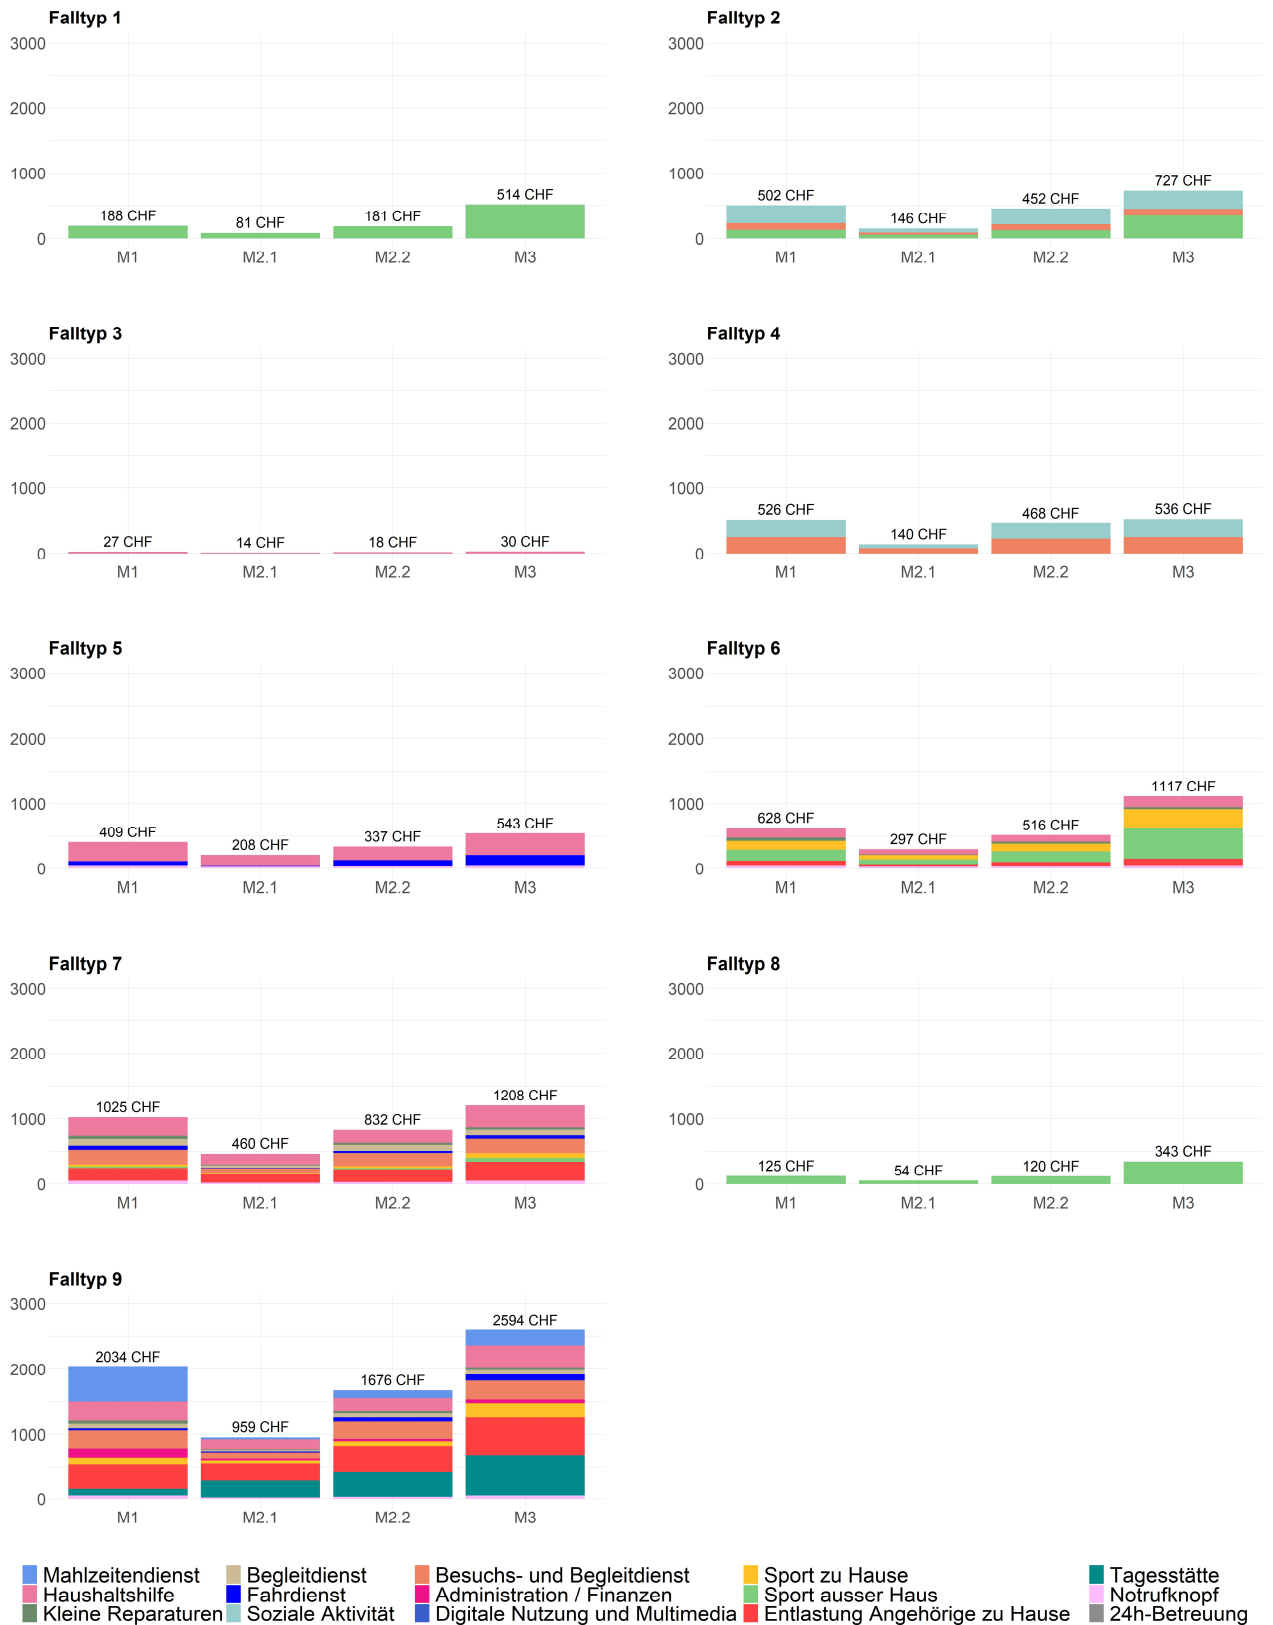 Falltyp 1
3000
2000
1000
0
188 CHF
81 CHF
181 CHF
514 CHF
M1
M2.1
M2.2
M3
Falltyp 2
3000
2000
1000
0
502 CHF
146 CHF
452 CHF
727 CHF
M1
M2.1
M2.2
M3
Falltyp 3
3000
2000
1000
0
27 CHF
14 CHF
18 CHF
30 CHF
M1
M2.1
M2.2
M3
Falltyp 4
3000
2000
1000
0
526 CHF
140 CHF
468 CHF
536 CHF
M1
M2.1
M2.2
M3
Falltyp 5
3000
2000
1000
0
409 CHF
208 CHF
337 CHF
543 CHF
M1
M2.1
M2.2
M3
Falltyp 6
3000
2000
1000
0
628 CHF
297 CHF
516 CHF
1117 CHF
M1
M2.1
M2.2
M3
Falltyp 7
3000
2000
1000
0
1025 CHF
460 CHF
832 CHF
1208 CHF
M1
M2.1
M2.2
M3
Falltyp 8
3000
2000
1000
0
125 CHF
54 CHF
120 CHF
343 CHF
M1
M2.1
M2.2
M3
Falltyp 9
3000
2000
1000
0
2034 CHF
959 CHF
1676 CHF
2594 CHF
M1
M2.1
M2.2
M3
Mahlzeitendienst
Haushaltshilfe
Kleine Reparaturen
Begleitdienst
Fahrdienst
Soziale Aktivität
Besuchs- und Begleitdienst
Administration / Finanzen
Digitale Nutzung und Multimedia
Sport zu Hause
Sport ausser Haus
Entlastung Angehörige zu Hause
Tagesstätte
Notrufknopf
24h-Betreuung